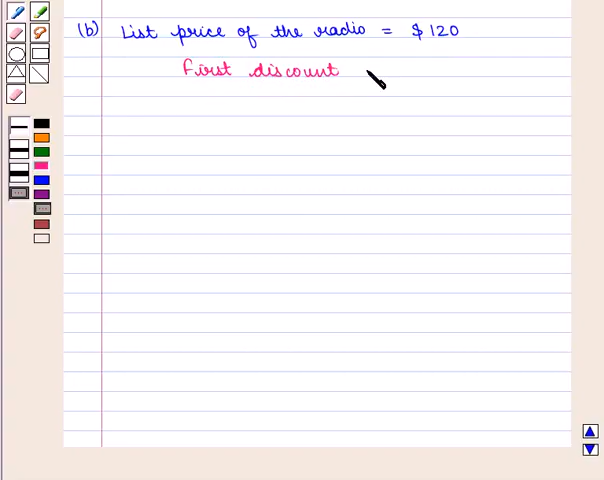 (b) List price of the radio = $ 120
First discount